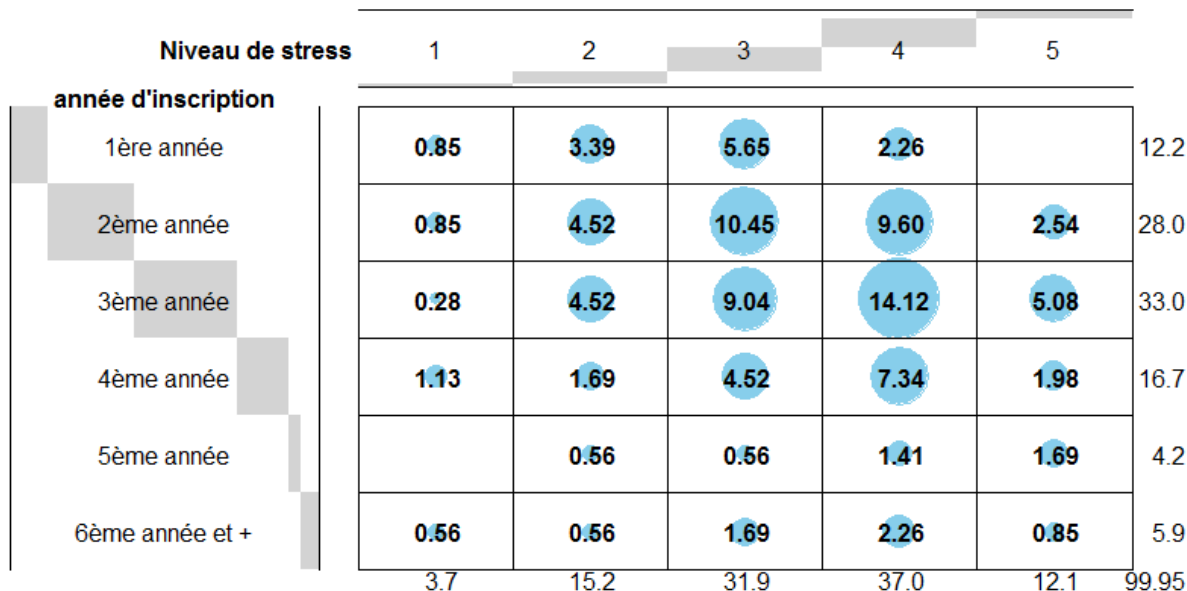 Niveau de stress 1 2 3 4 5
année d'inscription
1ère année 0.85 3.39 5.65 2.26 12.2
2ème année 0.85 4.52 10.45 9.60 2.54 28.0
3ème année 0.28 4.52 9.04 14.12 5.08 33.0
4ème année 1.13 1.69 4.52 7.34 1.98 16.7
5ème année 0.56 0.56 1.41 1.69 4.2
6ème année et + 0.56 0.56 1.69 2.26 0.85 5.9
3.7 15.2 31.9 37.0 12.1 99.95